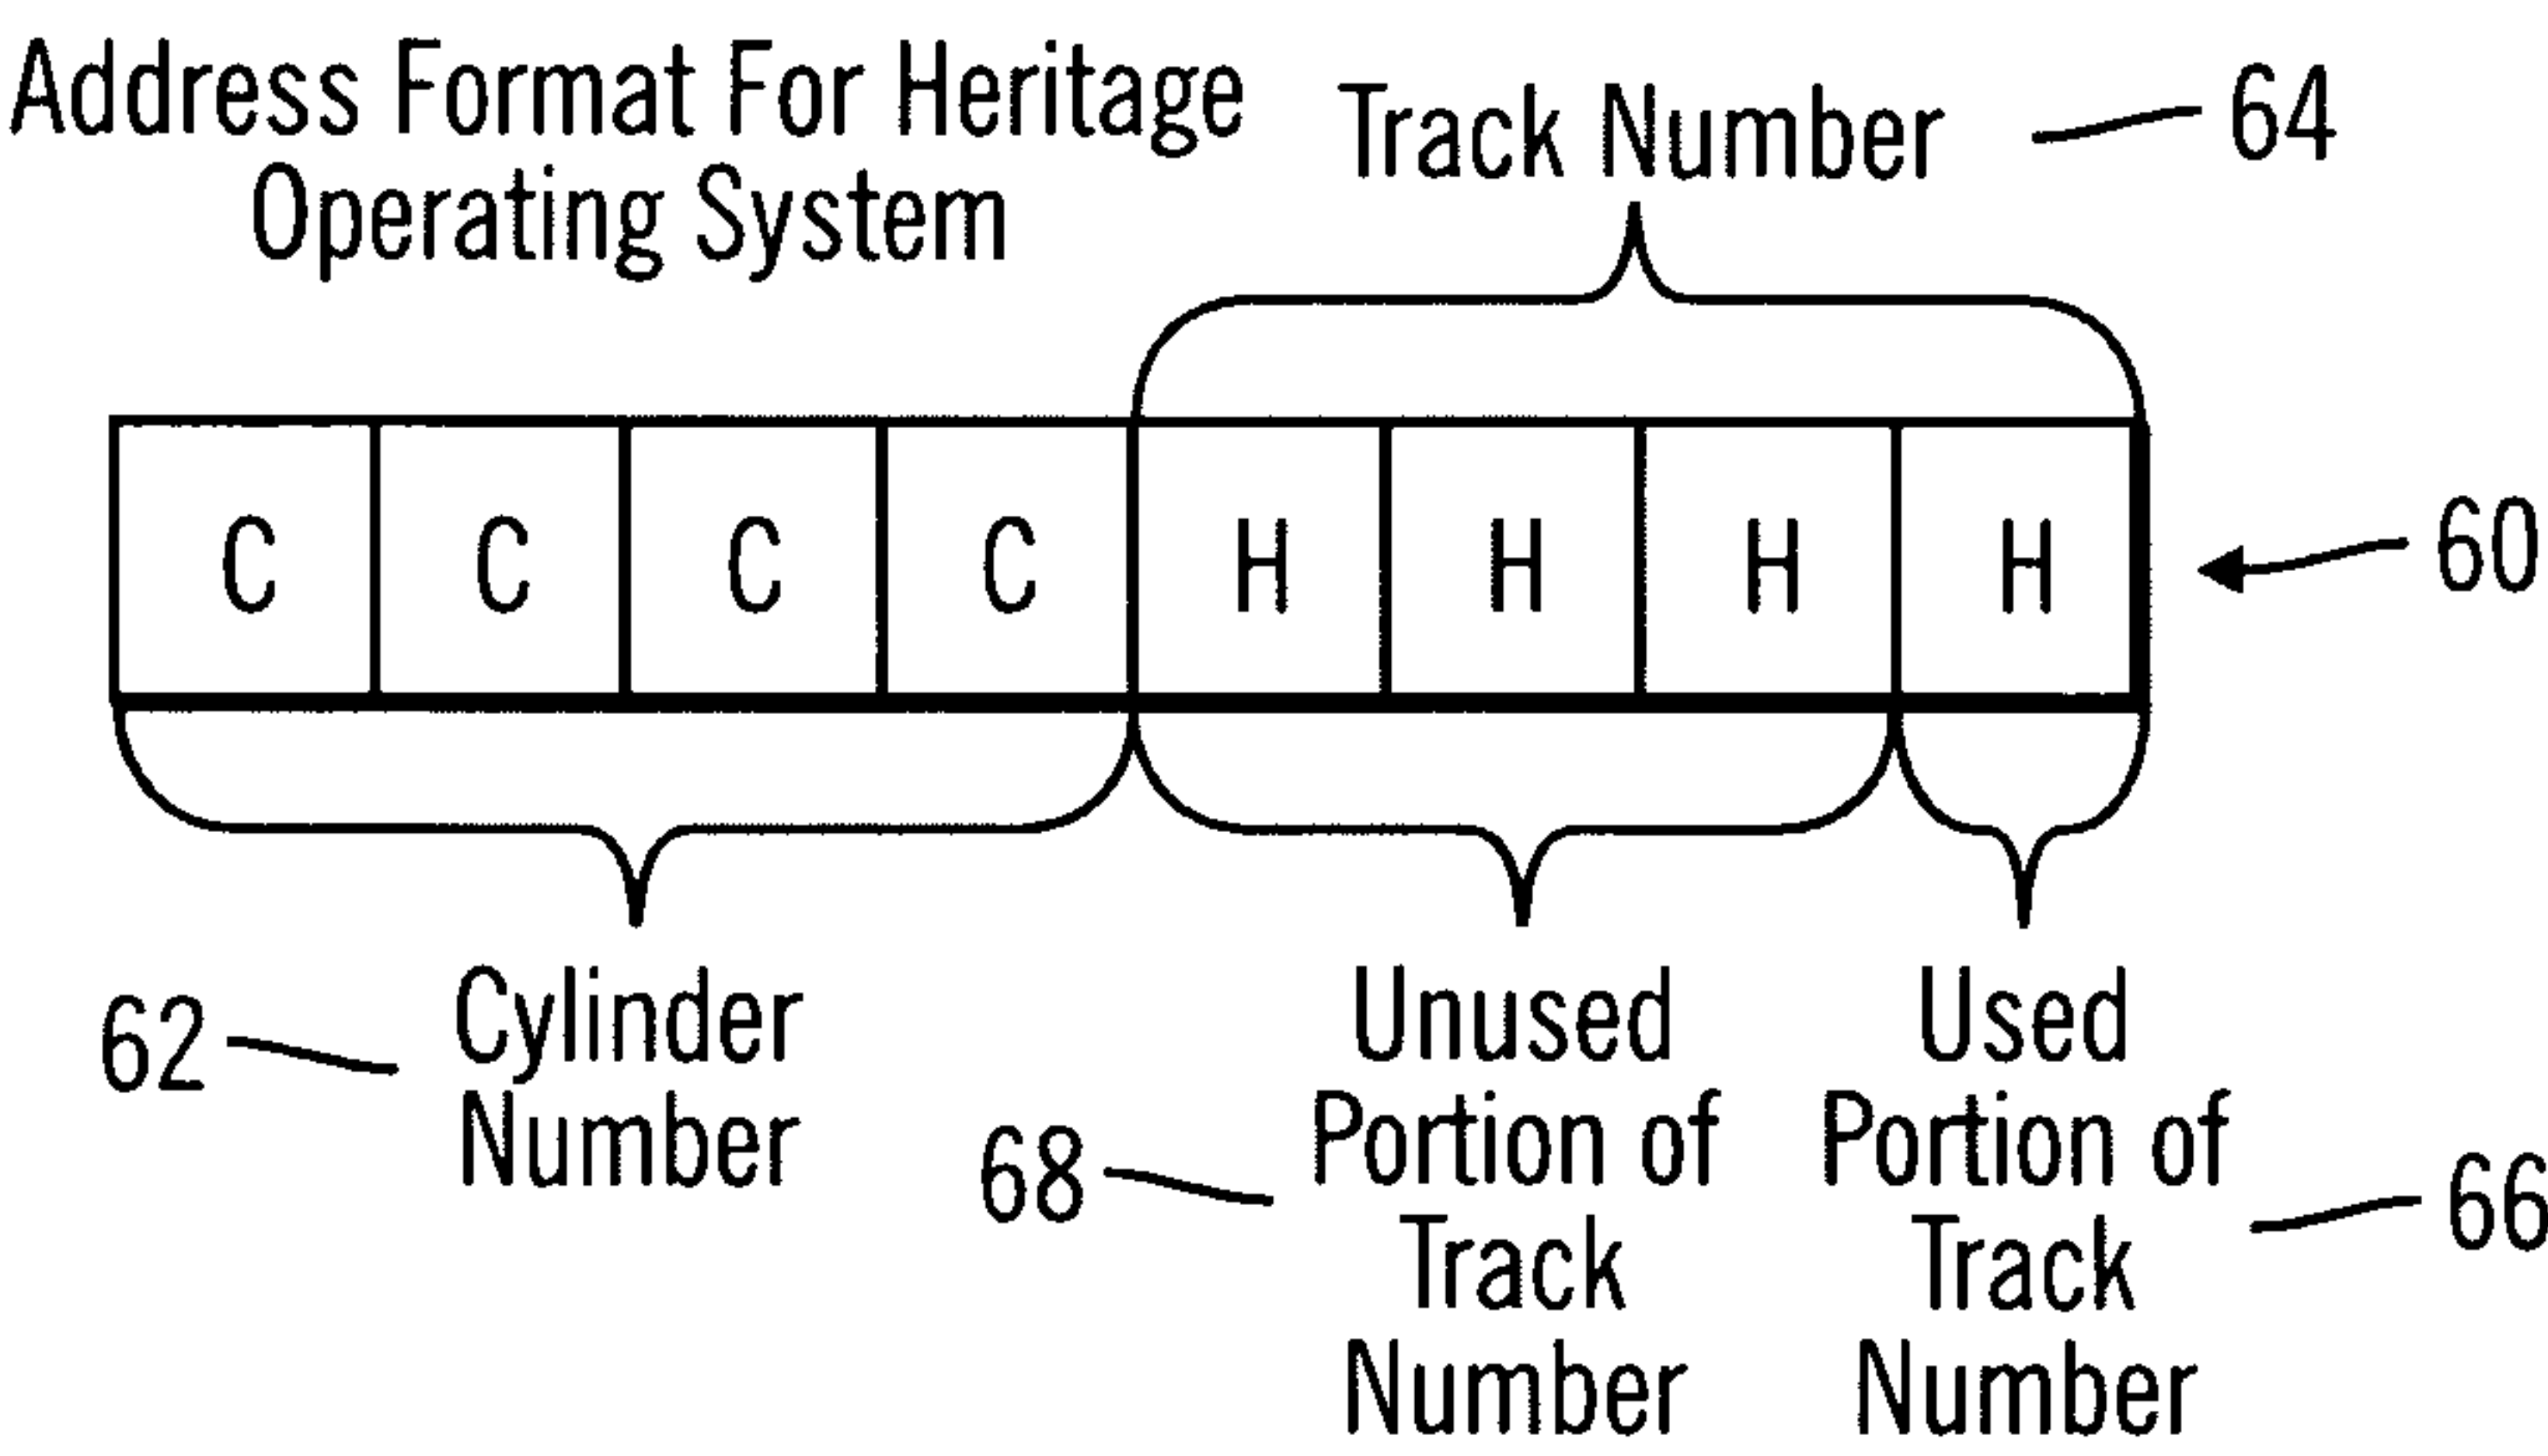 Address Format For Heritage
Operating System
Track Number
64
C C C C H H H H
60
62
Cylinder
Number
68
Unused
Portion of
Track
Number
Used
Portion of
Track
Number
66